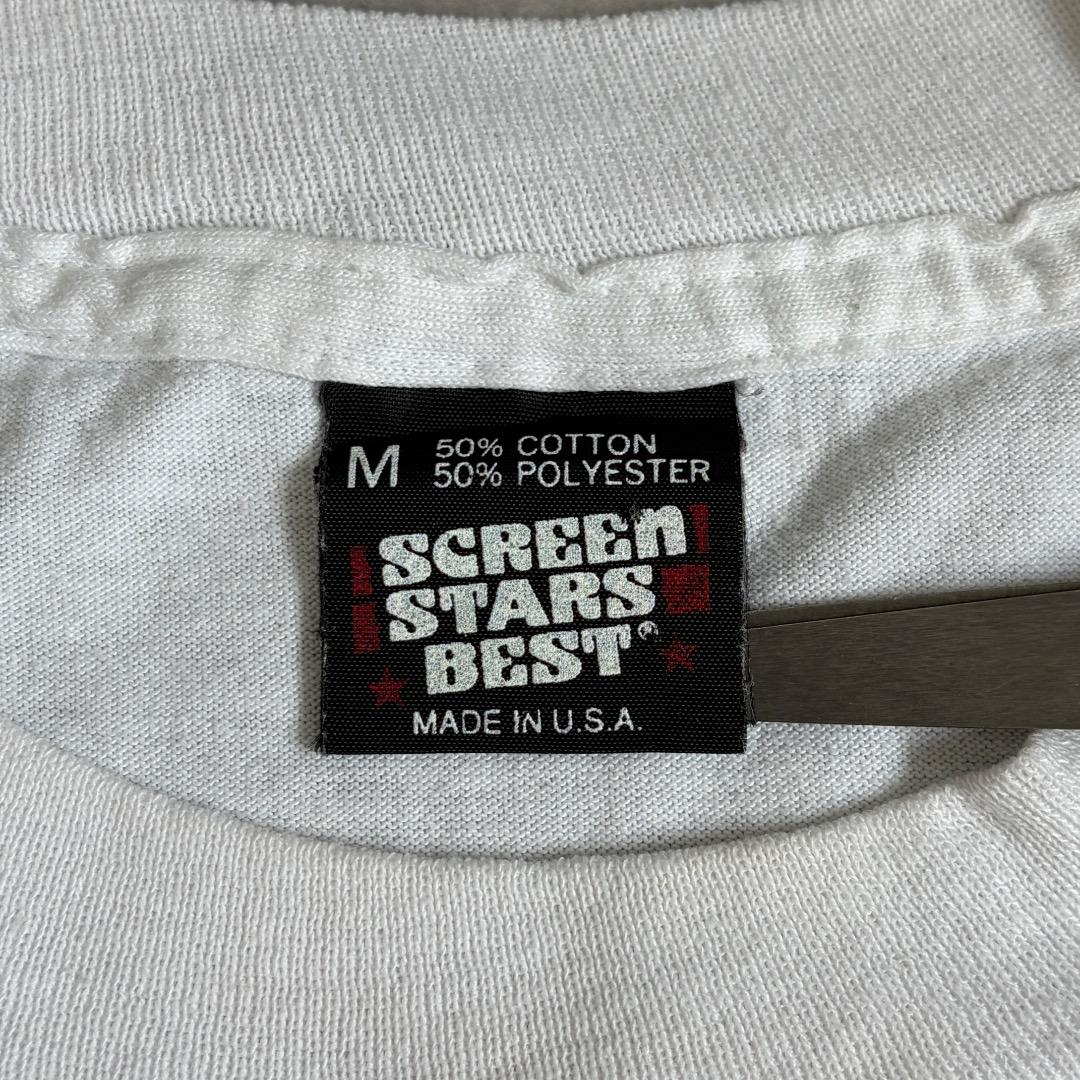 M 50% COTTON
50% POLYESTER
SCREEn
STARS
BEST®
MADE IN U.S.A.